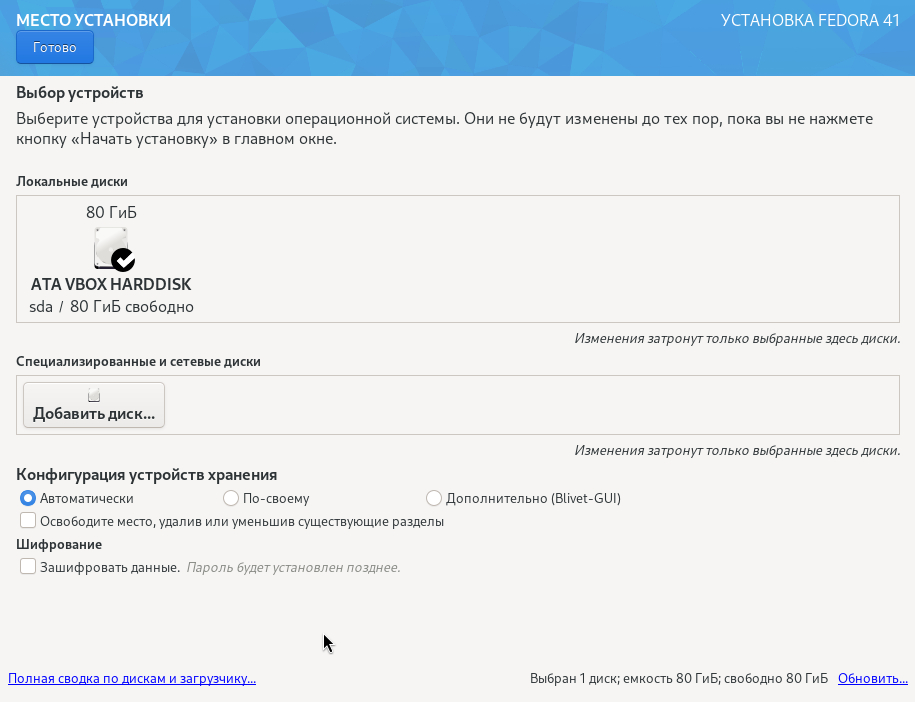 МЕСТО УСТАНОВКИ
УСТАНОВКА FEDORA 41
Готово
Выбор устройств
Выберите устройства для установки операционной системы. Они не будут изменены до тех пор, пока вы не нажмете
кнопку «Начать установку» в главном окне.
Локальные диски
80 ГиБ
ATA VBOX HARDDISK
sda / 80 ГиБ свободно
Изменения затронут только выбранные здесь диски.
Специализированные и сетевые диски
Добавить диск...
Изменения затронут только выбранные здесь диски.
Конфигурация устройств хранения
Автоматически
По-своему
Дополнительно (Blivet-GUI)
Освободите место, удалив или уменьшив существующие разделы
Шифрование
Зашифровать данные. Пароль будет установлен позднее.
Полная сводка по дискам и загрузчику...
Выбран 1 диск; емкость 80 ГиБ; свободно 80 ГиБ Обновить...